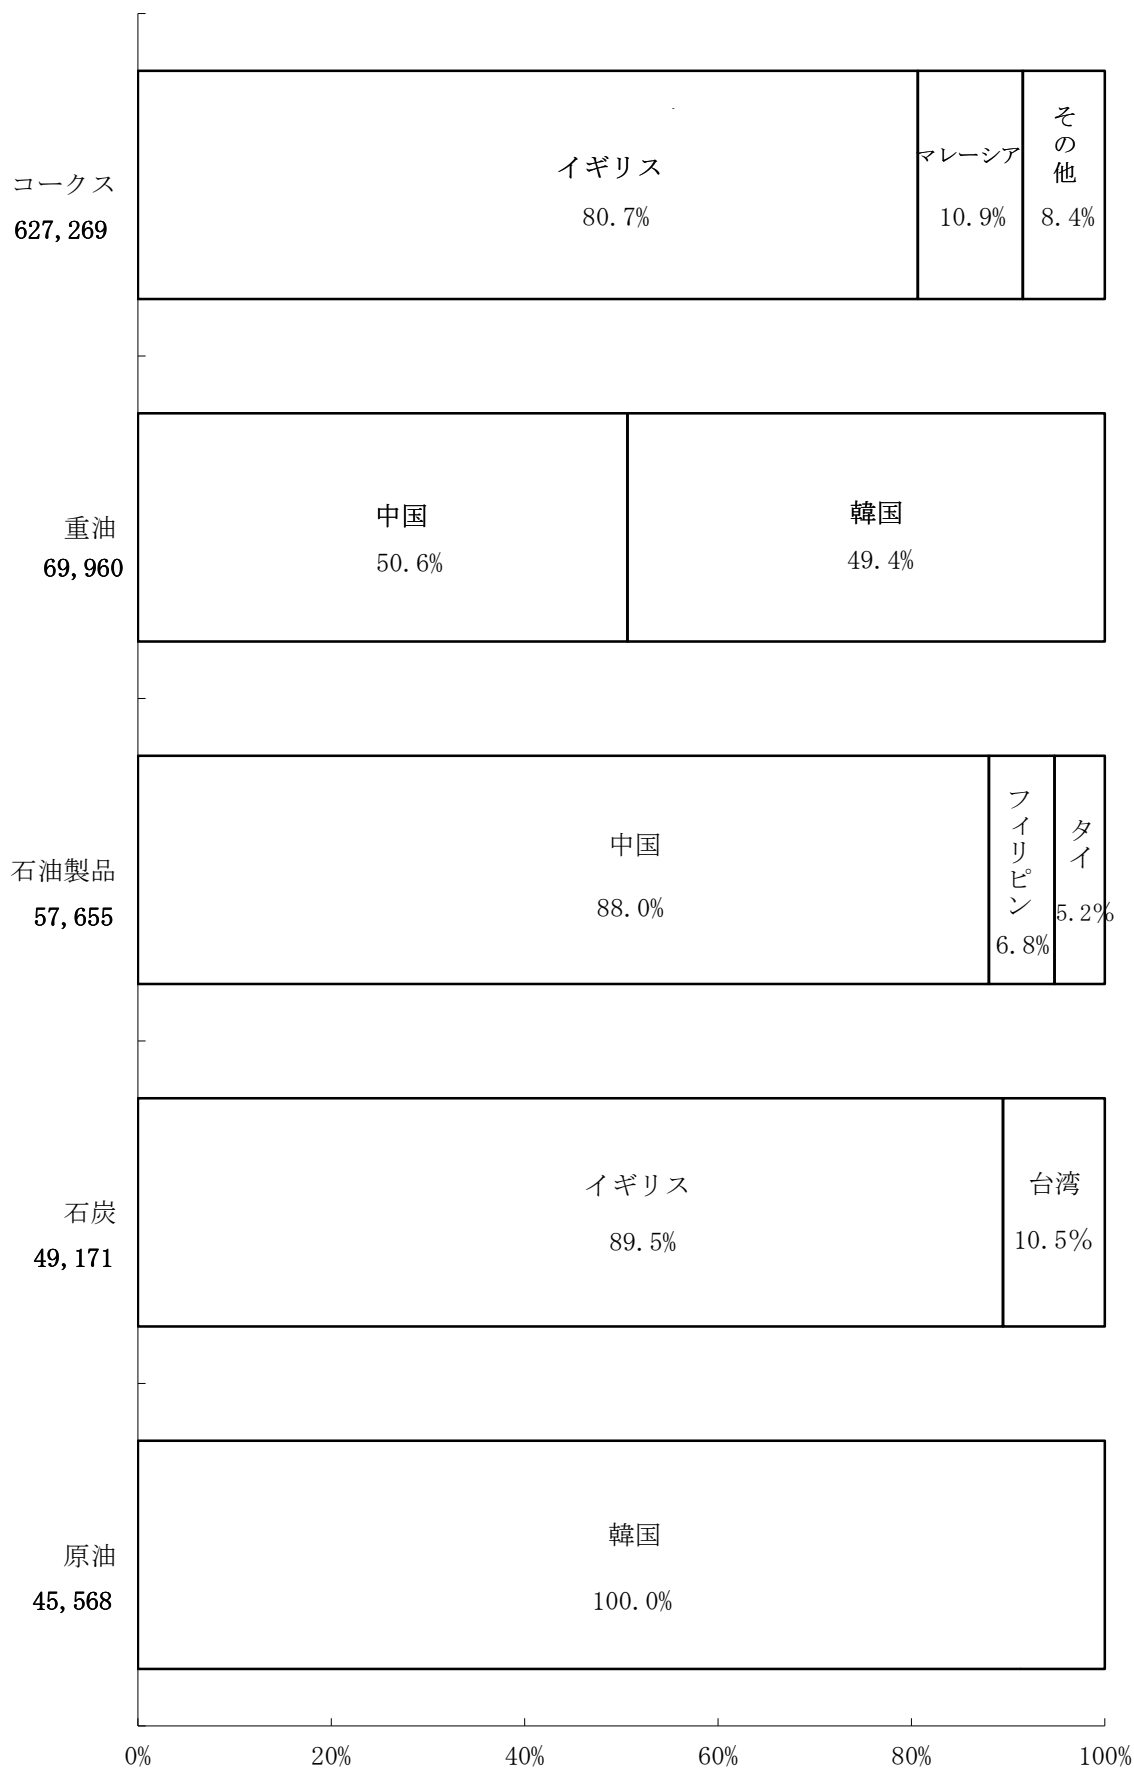 コークス
627,269
イギリス
80.7%
マレーシア
10.9%
その他
8.4%
重油
69,960
中国
50.6%
韓国
49.4%
石油製品
57,655
中国
88.0%
フィリピン
6.8%
タイ
5.2%
石炭
49,171
イギリス
89.5%
台湾
10.5%
原油
45,568
韓国
100.0%
0% 20% 40% 60% 80% 100%